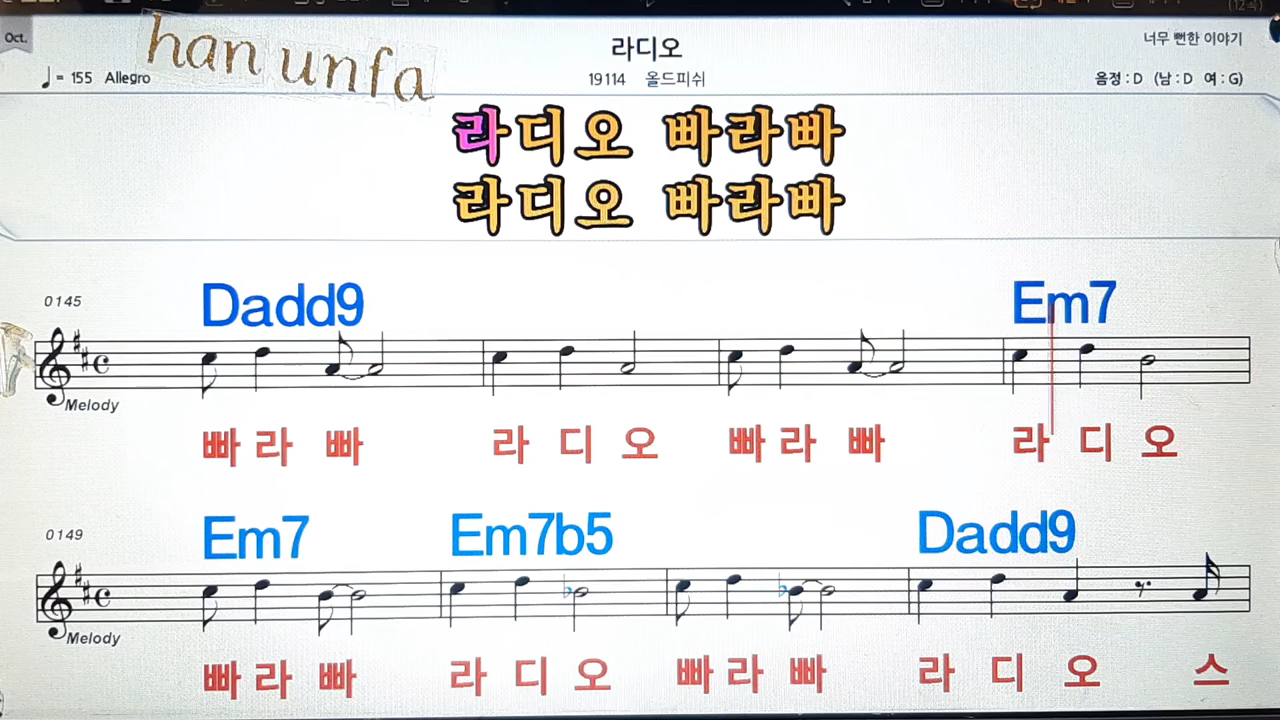 Oct.
han unfa
라디오
너무 뻔한 이야기
♩= 155 Allegro
19114 올드피쉬
음정 : D (남 : D 여 : G)
라디오 빠라빠
라디오 빠라빠
0145
Dadd9 Em7
Melody
빠 라 빠 라 디 오 빠 라 빠 라 디 오
0149
Em7 Em7b5 Dadd9
Melody
빠 라 빠 라 디 오 빠 라 빠 라 디 오 스